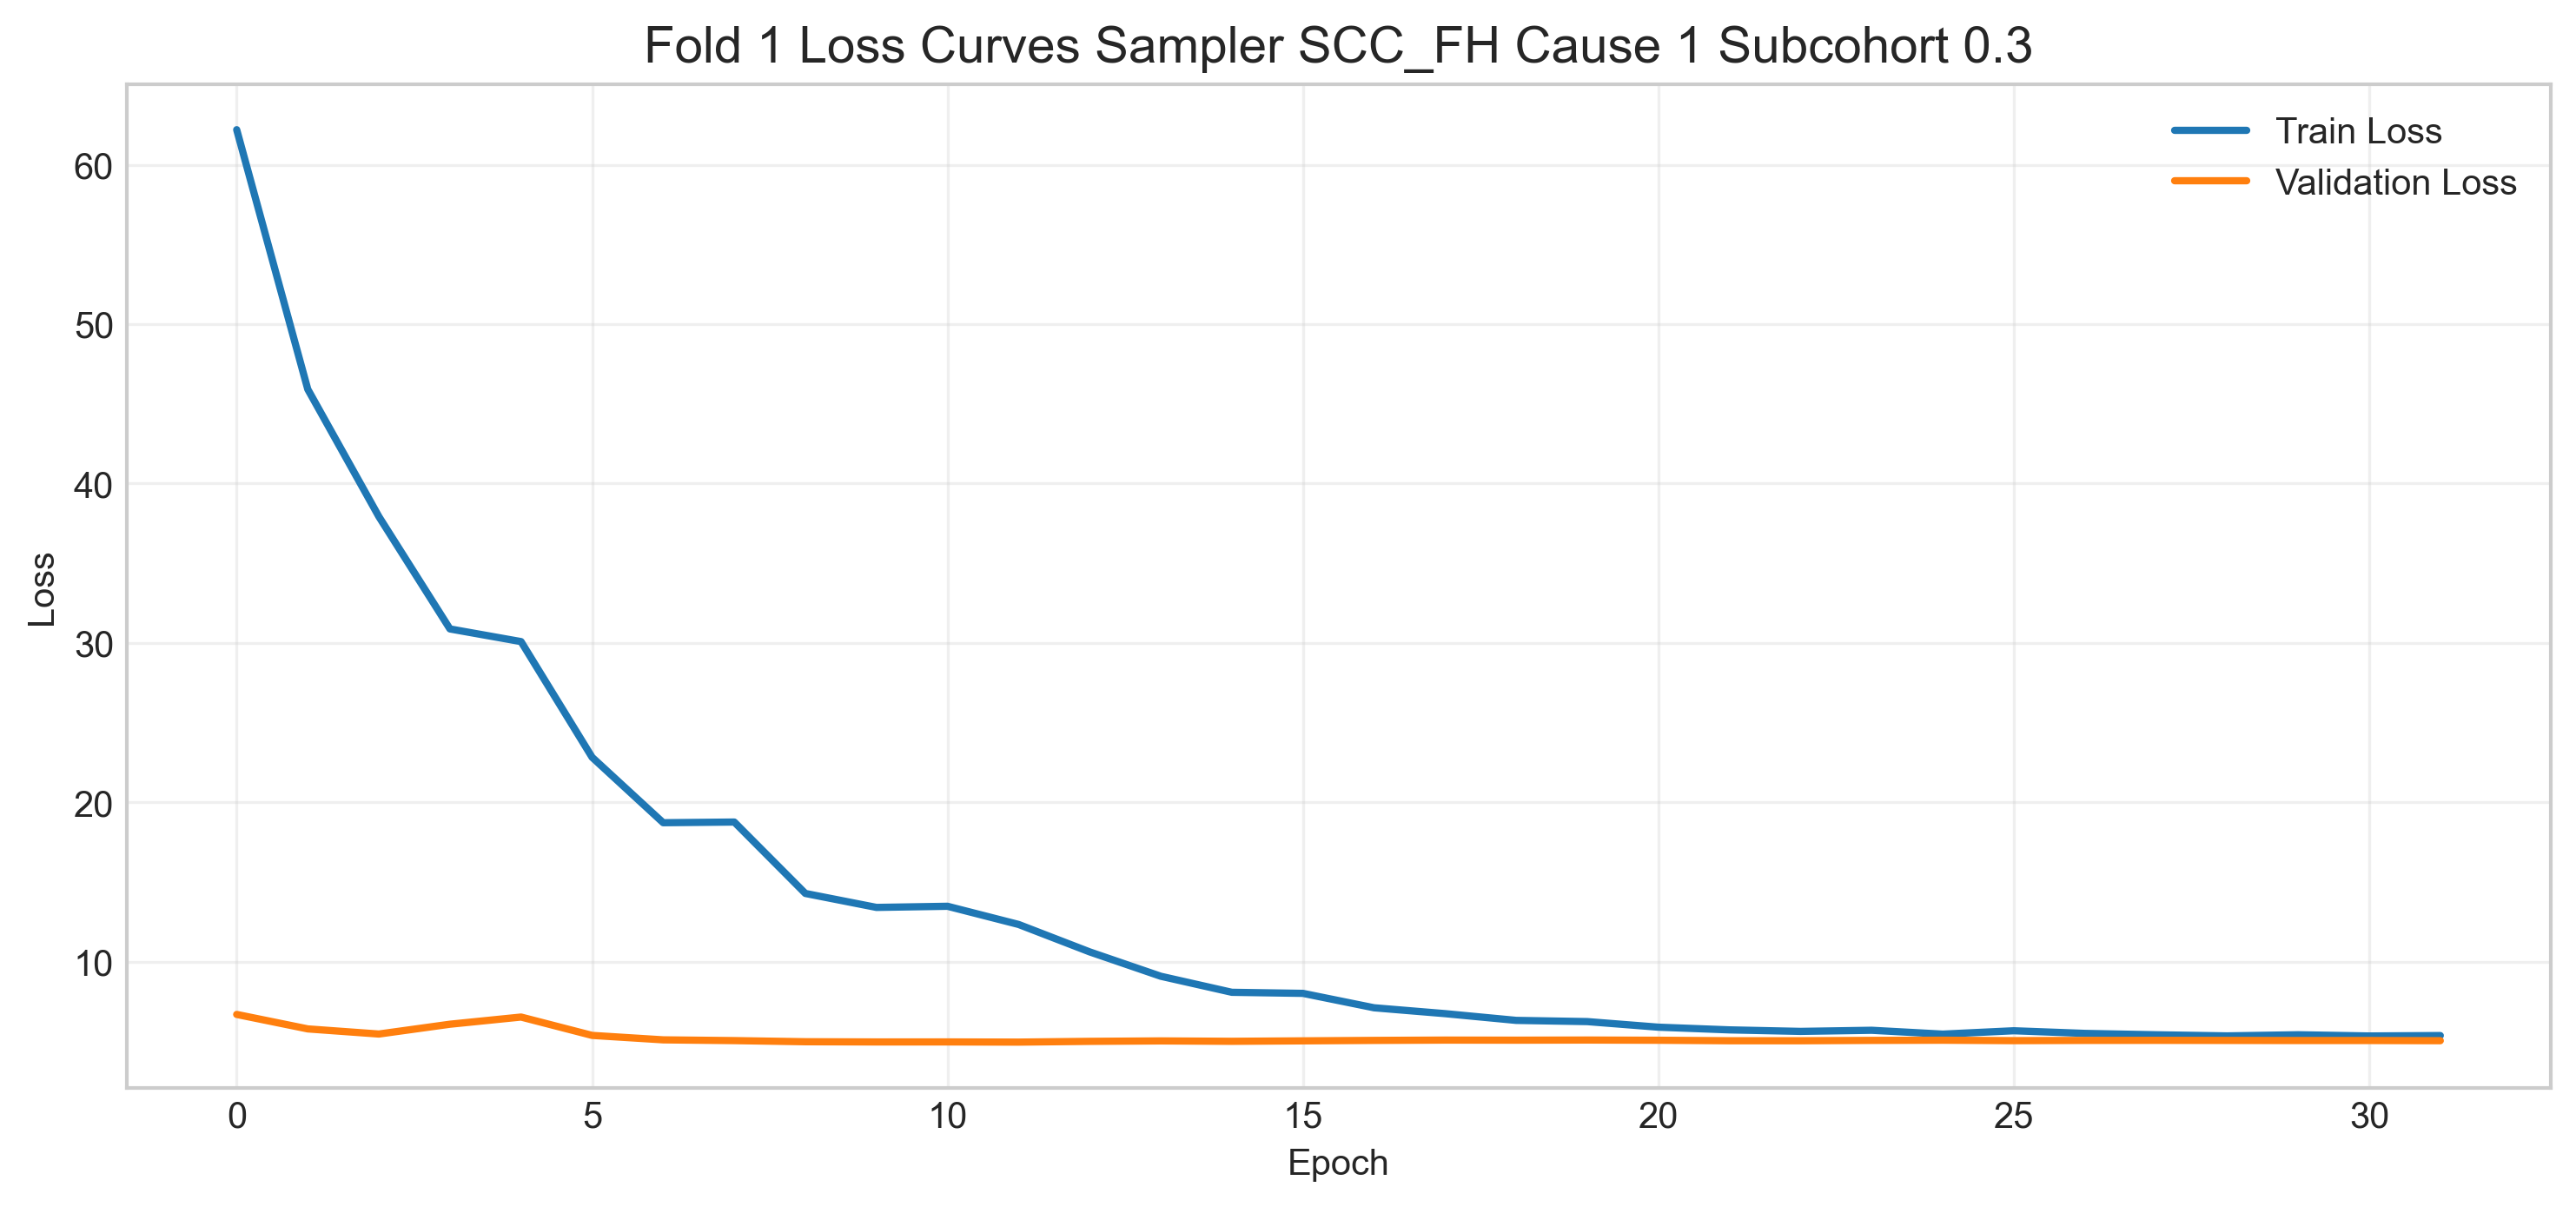 Fold 1 Loss Curves Sampler SCC_FH Cause 1 Subcohort 0.3
Train Loss
Validation Loss
60
50
40
30
20
10
Loss
0 5 10 15 20 25 30
Epoch